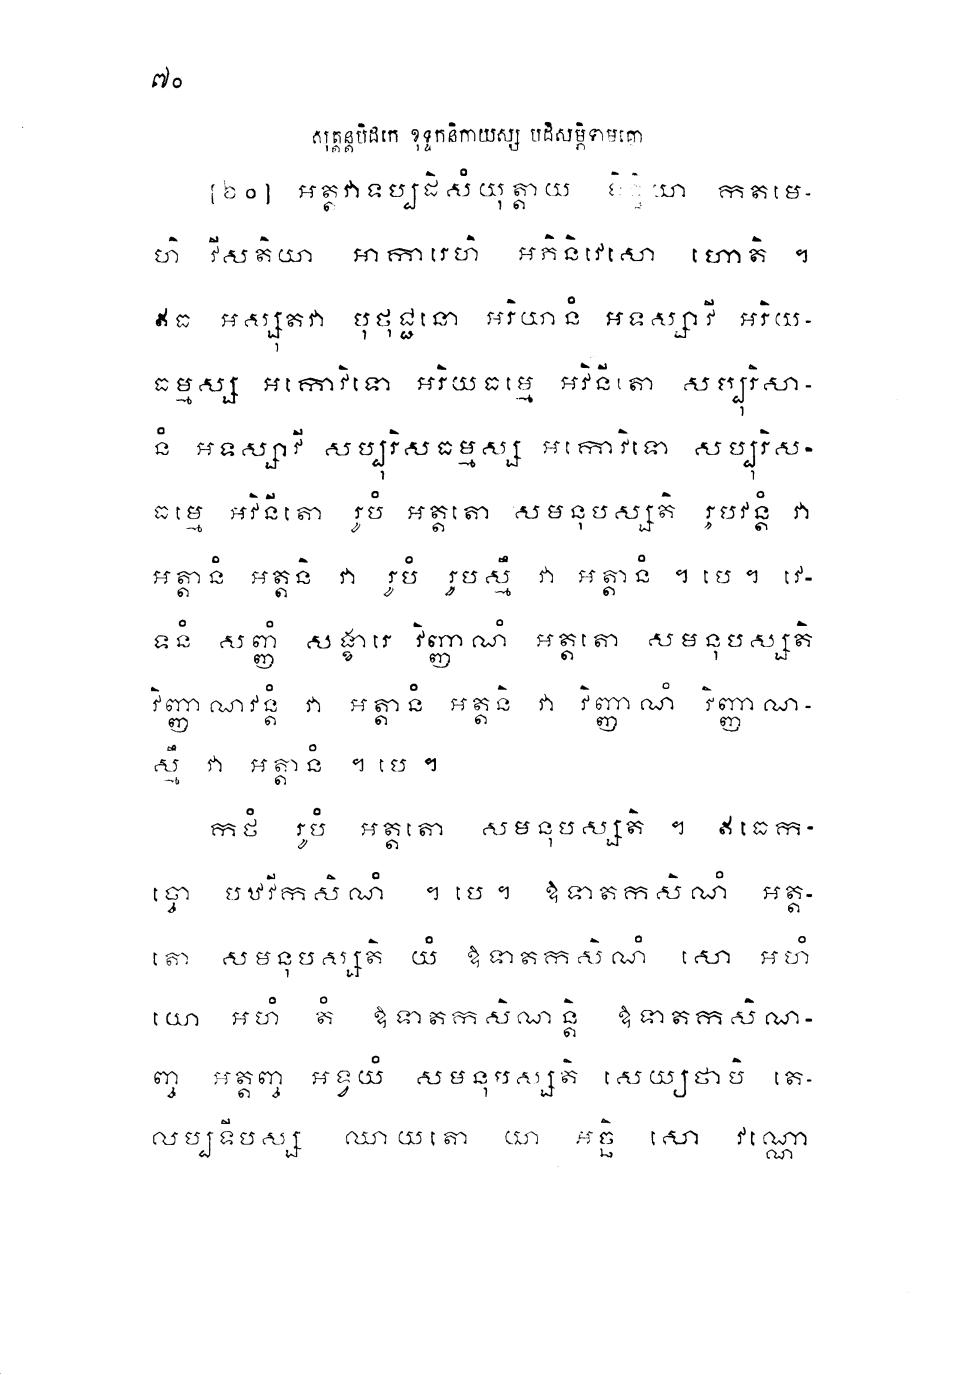 ៧០
សុត្តន្តបិដកេ ខុទ្ទកនិកាយស្ស បដិសម្ភិទាមគ្គោ
[៦០] អត្តវាទប្បដិសំយុត្តាយ ទិដ្ឋិយា កតមេ-
ហិ វីសតិយា អាការេហិ អភិនិវេសោ ហោតិ ។
ឥធ អស្សុតវា បុថុជ្ជនោ អរិយានំ អទស្សាវី អរិយ-
ធម្មស្ស អកោវិទោ អរិយធម្មេ អវិនីតោ សប្បុរិសា-
នំ អទស្សាវី សប្បុរិសធម្មស្ស អកោវិទោ សប្បុរិស-
ធម្មេ អវិនីតោ រូបំ អត្តតោ សមនុបស្សតិ រូបវន្តំ វា
អត្តានំ អត្តនិ វា រូបំ រូបស្មឹ វា អត្តានំ ។ បេ ។ វេ-
ទនំ សញ្ញំ សង្ខារេ វិញ្ញាណំ អត្តតោ សមនុបស្សតិ
វិញ្ញាណវន្តំ វា អត្តានំ អត្តនិ វា វិញ្ញាណំ វិញ្ញាណ-
ស្មឹ វា អត្តានំ ។ បេ ។
កថំ រូបំ អត្តតោ សមនុបស្សតិ ។ ឥធេក-
ច្ចោ បឋវីកសិណំ ។ បេ ។ ឱទាតកសិណំ អត្ត-
តោ សមនុបស្សតិ យំ ឱទាតកសិណំ សោ អហំ
យោ អហំ តំ ឱទាតកសិណន្តិ ឱទាតកសិណ-
ញ្ច អត្តញ្ច អទ្វយំ សមនុបស្សតិ សេយ្យថាបិ តេ-
លប្បទីបស្ស ឈាយតោ យា អច្ចិ សោ វណ្ណោ